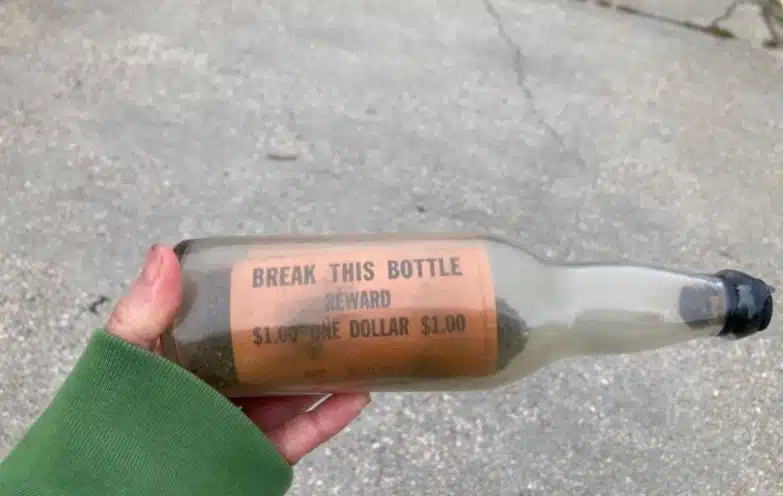 BREAK THIS BOTTLE
REWARD
$1.00 ONE DOLLAR $1.00